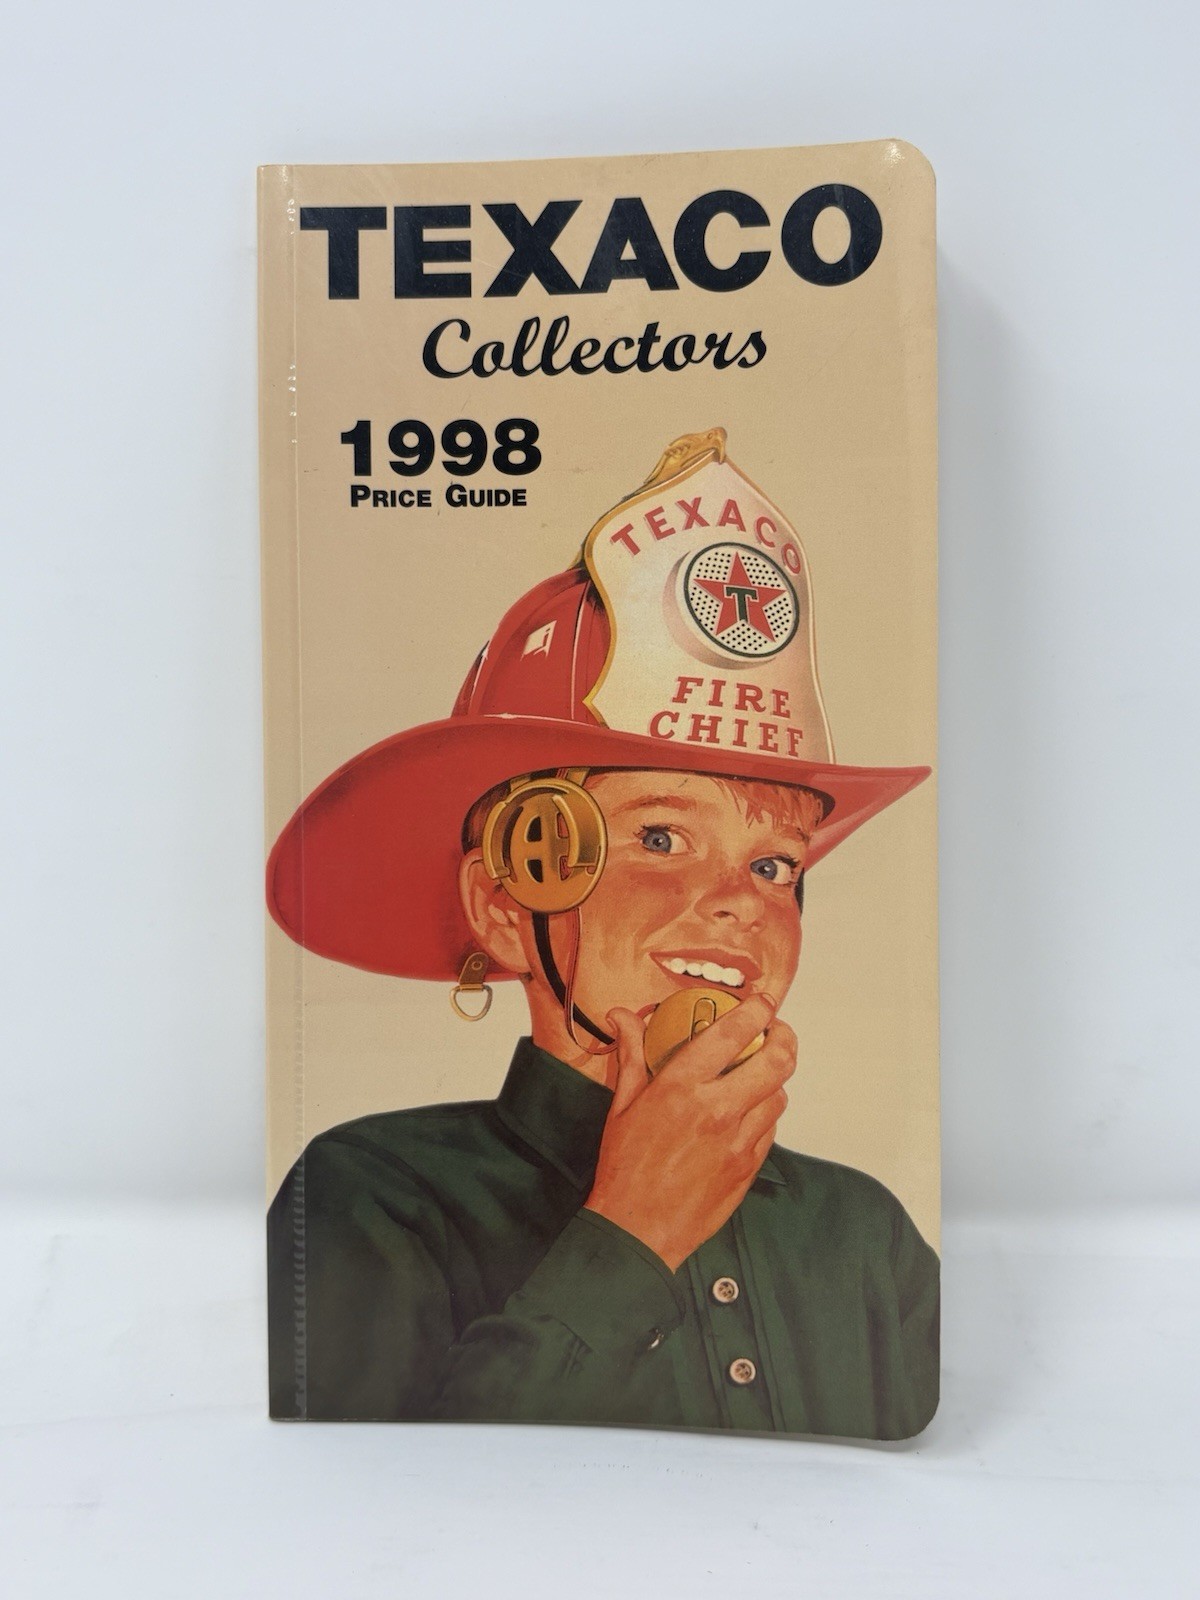 TEXACO
Collectors
1998
PRICE GUIDE
TEXACO
T
FIRE
CHIEF